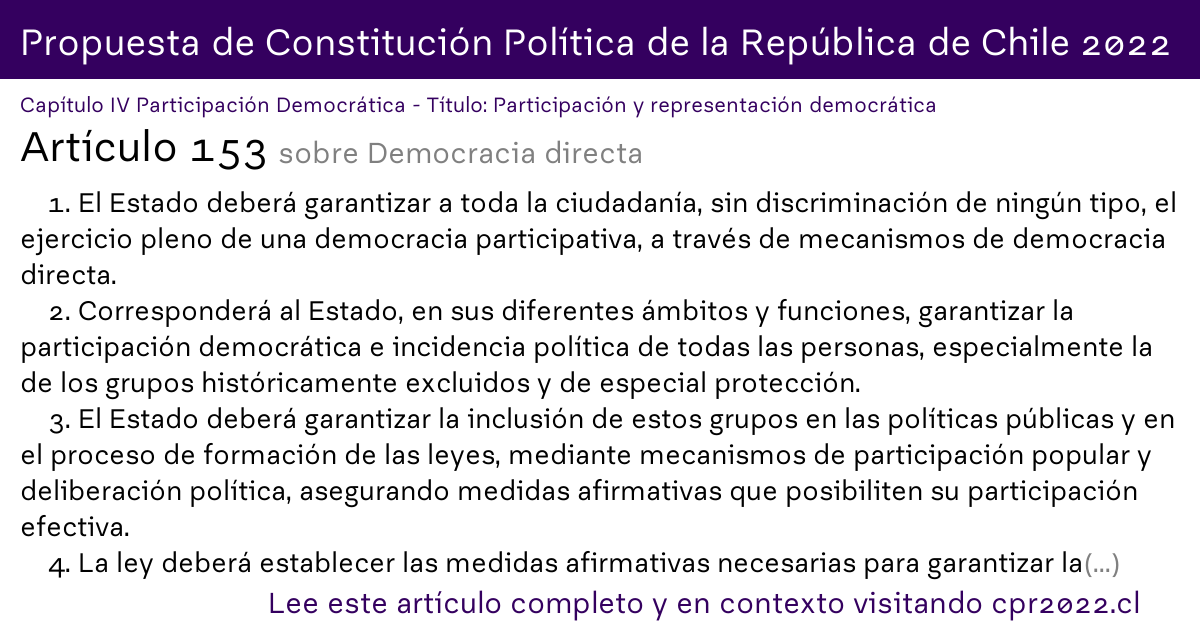 Propuesta de Constitución Política de la República de Chile 2022
Capítulo IV Participación Democrática - Título: Participación y representación democrática
Artículo 153 sobre Democracia directa
1. El Estado deberá garantizar a toda la ciudadanía, sin discriminación de ningún tipo, el
ejercicio pleno de una democracia participativa, a través de mecanismos de democracia
directa.
2. Corresponderá al Estado, en sus diferentes ámbitos y funciones, garantizar la
participación democrática e incidencia política de todas las personas, especialmente la
de los grupos históricamente excluidos y de especial protección.
3. El Estado deberá garantizar la inclusión de estos grupos en las políticas públicas y en
el proceso de formación de las leyes, mediante mecanismos de participación popular y
deliberación política, asegurando medidas afirmativas que posibiliten su participación
efectiva.
4. La ley deberá establecer las medidas afirmativas necesarias para garantizar la(...)
Lee este artículo completo y en contexto visitando cpr2022.cl